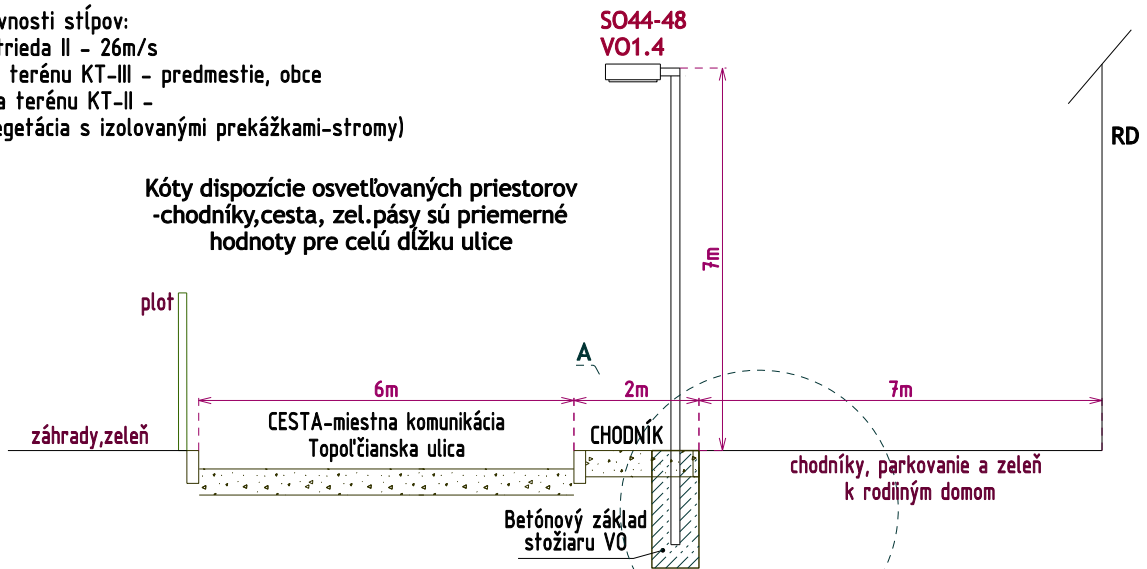 vnosti stĺpov:
trieda II - 26m/s
terénu KT-III - predmestie, obce
a terénu KT-II -
egetácia s izolovanými prekážkami-stromy)
SO44-48
VO1.4
RD
Kóty dispozície osvetľovaných priestorov
-chodníky,cesta, zel.pásy sú priemerné
hodnoty pre celú dĺžku ulice
7m
plot
A
6m
2m
7m
záhrady,zeleň
CESTA-miestna komunikácia
Topoľčianska ulica
CHODNÍK
chodníky, parkovanie a zeleň
k rodiiným domom
Betónový základ
stožiaru VO